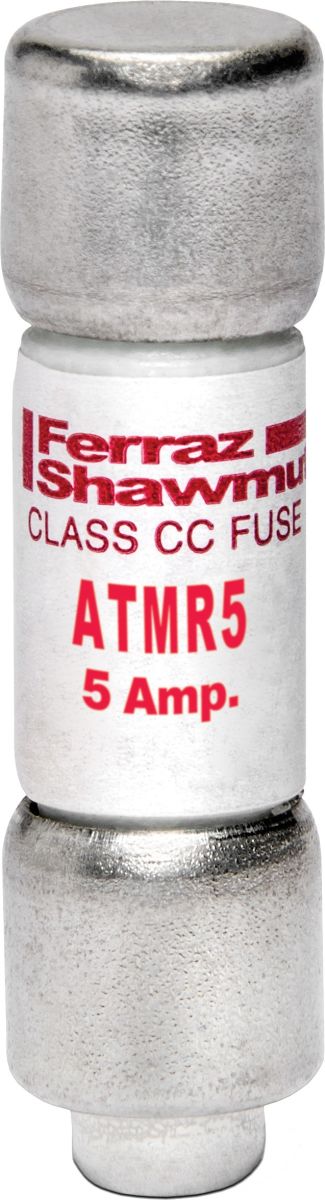 Ferraz
Shawmut
CLASS CC FUSE
ATMR5
5 Amp.